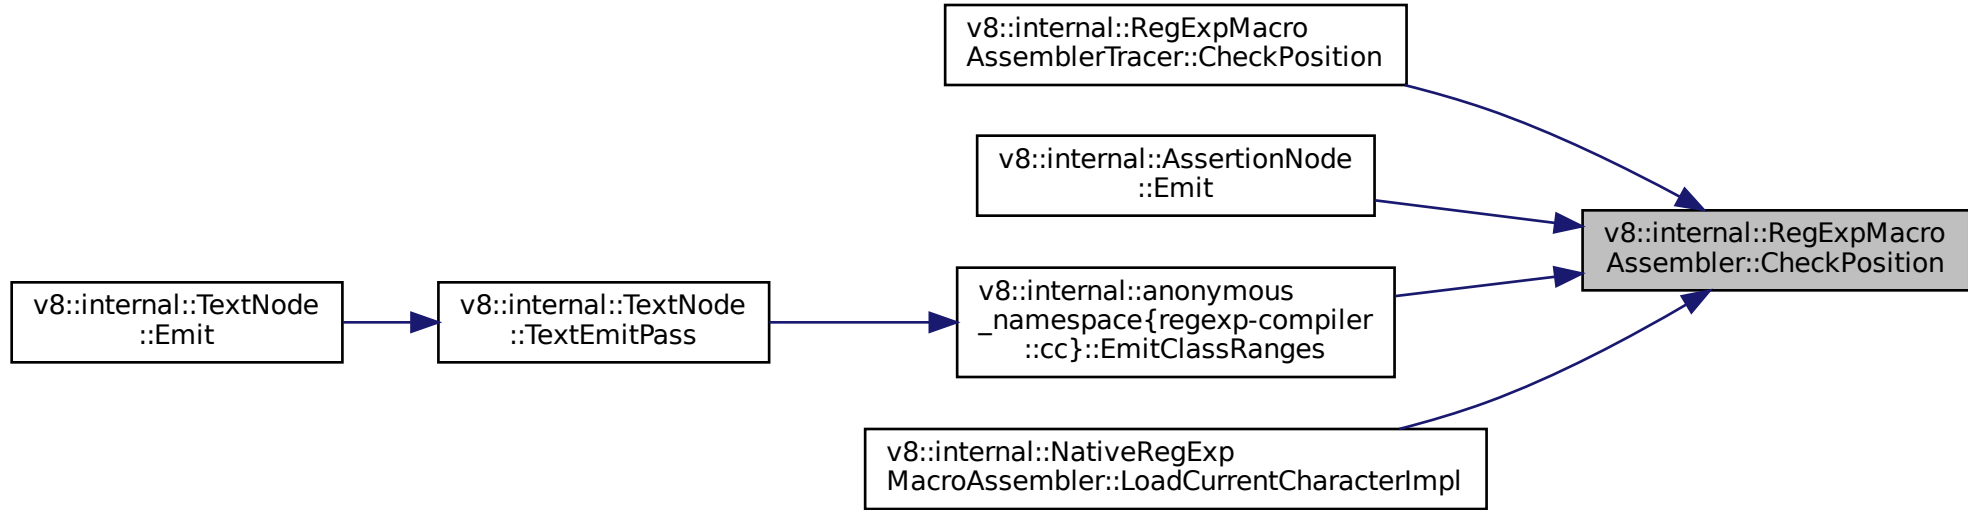 v8::internal::RegExpMacro
AssemblerTracer::CheckPosition
v8::internal::AssertionNode
::Emit
v8::internal::RegExpMacro
Assembler::CheckPosition
v8::internal::TextNode
::Emit
v8::internal::TextNode
::TextEmitPass
v8::internal::anonymous
_namespace{regexp-compiler
::cc}::EmitClassRanges
v8::internal::NativeRegExp
MacroAssembler::LoadCurrentCharacterImpl